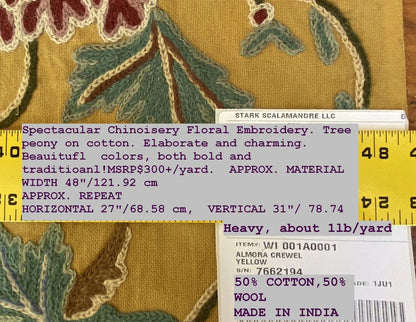 STARK SCALAMANDRE LLC
Spectacular Chinoisery Floral Embroidery. Tree
peony on cotton. Elaborate and charming.
Beauitufl colors, both bold and
traditioanl!MSRP$300+/yard. APPROX. MATERIAL
WIDTH 48"/121.92 cm
APPROX. REPEAT
HORIZONTAL 27"/68.58 cm, VERTICAL 31"/ 78.74
Heavy, about 1lb/yard
ITEM#: WI 001A0001
ALMORA CREWEL
YELLOW
S/N: 7662194
ADE: 1JU1
50% COTTON,50%
WOOL
MADE IN INDIA